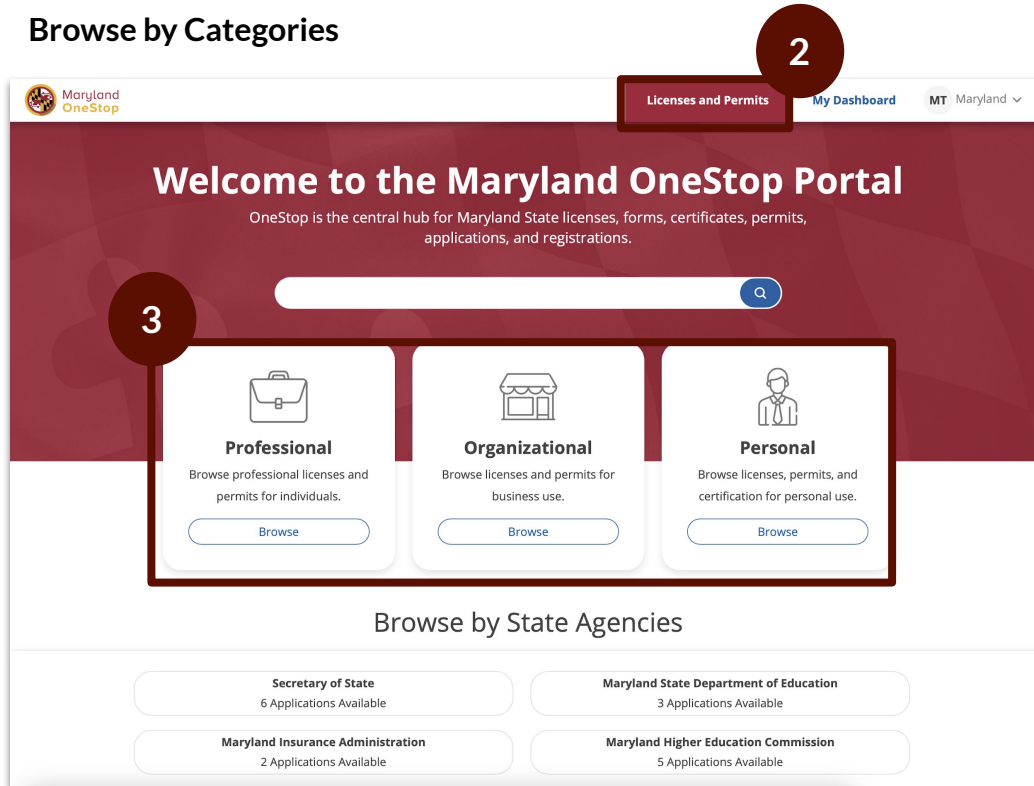 Browse by Categories
2
Maryland
OneStop
Licenses and Permits
My Dashboard
MT
Maryland
Welcome to the Maryland OneStop Portal
OneStop is the central hub for Maryland State licenses, forms, certificates, permits,
applications, and registrations.
3
Professional
Browse professional licenses and
permits for individuals.
Browse
Organizational
Browse licenses and permits for
business use.
Browse
Personal
Browse licenses, permits, and
certification for personal use.
Browse
Browse by State Agencies
Secretary of State
6 Applications Available
Maryland State Department of Education
3 Applications Available
Maryland Insurance Administration
2 Applications Available
Maryland Higher Education Commission
5 Applications Available